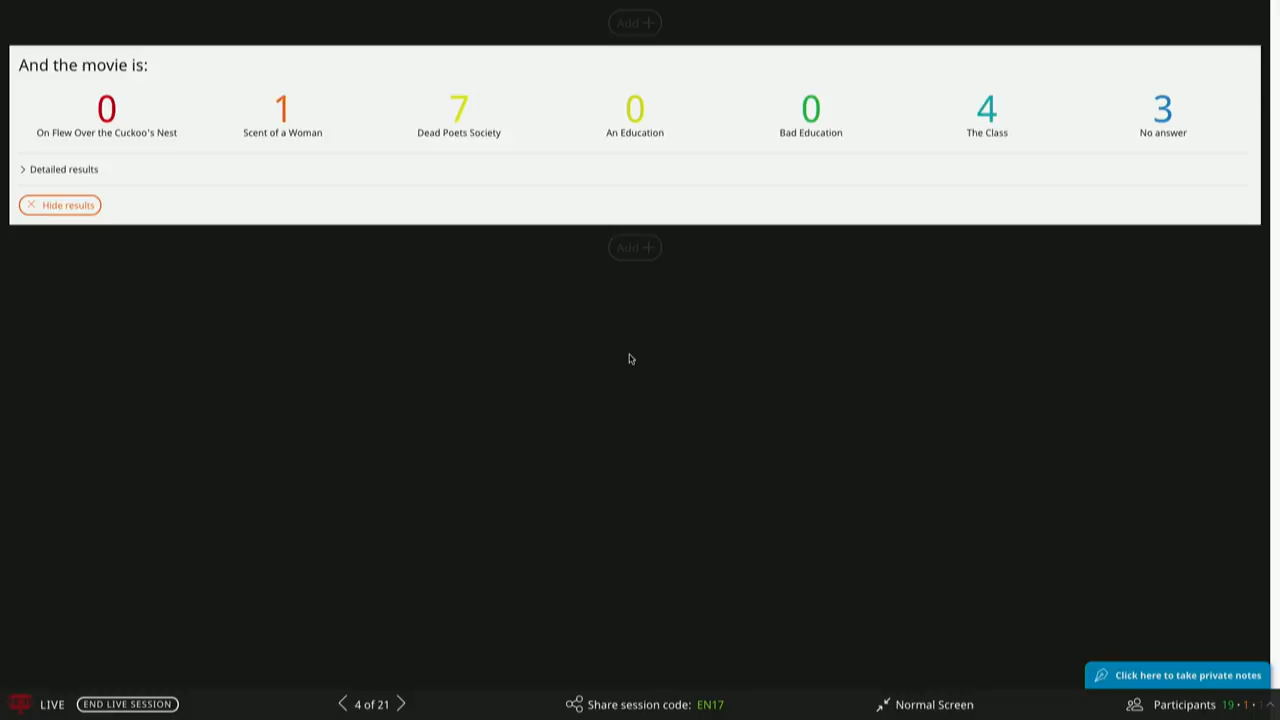 Add
And the movie is:
0 1 7 0 0 4 3
On Flew Over the Cuckoo's Nest Scent of a Woman Dead Poets Society An Education Bad Education The Class No answer
Detailed results
Hide results
Add
Click here to take private notes
LIVE END LIVE SESSION 4 of 21 Share session code: EN17 Normal Screen Participants 19 • 1 •